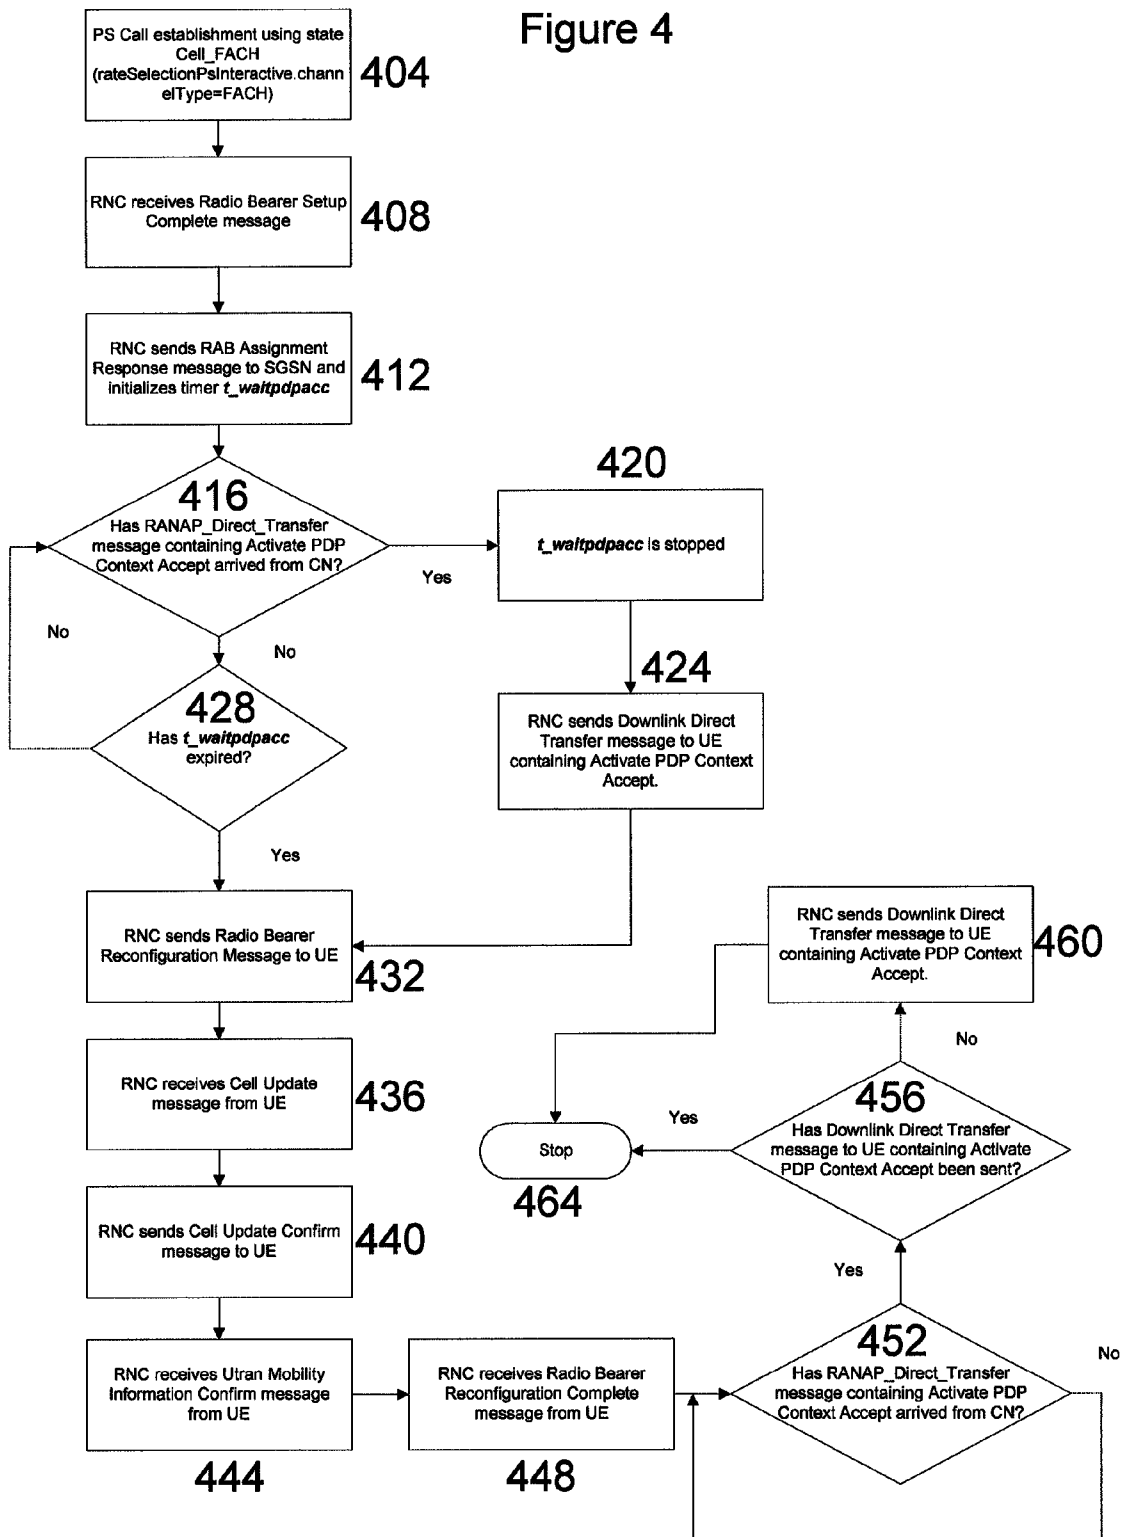 Figure 4
PS Call establishment using state
Cell_FACH
(rateSelectionPsInteractive.chann
elType=FACH)
404
RNC receives Radio Bearer Setup
Complete message
408
RNC sends RAB Assignment
Response message to SGSN and
initializes timer t_waitpdpacc
412
416
Has RANAP_Direct_Transfer
message containing Activate PDP
Context Accept arrived from CN?
Yes
No
No
420
t_waitpdpacc is stopped
424
RNC sends Downlink Direct
Transfer message to UE
containing Activate PDP Context
Accept.
428
Has t_waitpdpacc
expired?
Yes
RNC sends Radio Bearer
Reconfiguration Message to UE
432
RNC receives Cell Update
message from UE
436
RNC sends Cell Update Confirm
message to UE
440
RNC receives Utran Mobility
Information Confirm message
from UE
444
RNC receives Radio Bearer
Reconfiguration Complete
message from UE
448
452
Has RANAP_Direct_Transfer
message containing Activate PDP
Context Accept arrived from CN?
No
Yes
456
Has Downlink Direct Transfer
message to UE containing Activate
PDP Context Accept been sent?
Yes
No
RNC sends Downlink Direct
Transfer message to UE
containing Activate PDP Context
Accept.
460
Stop
464